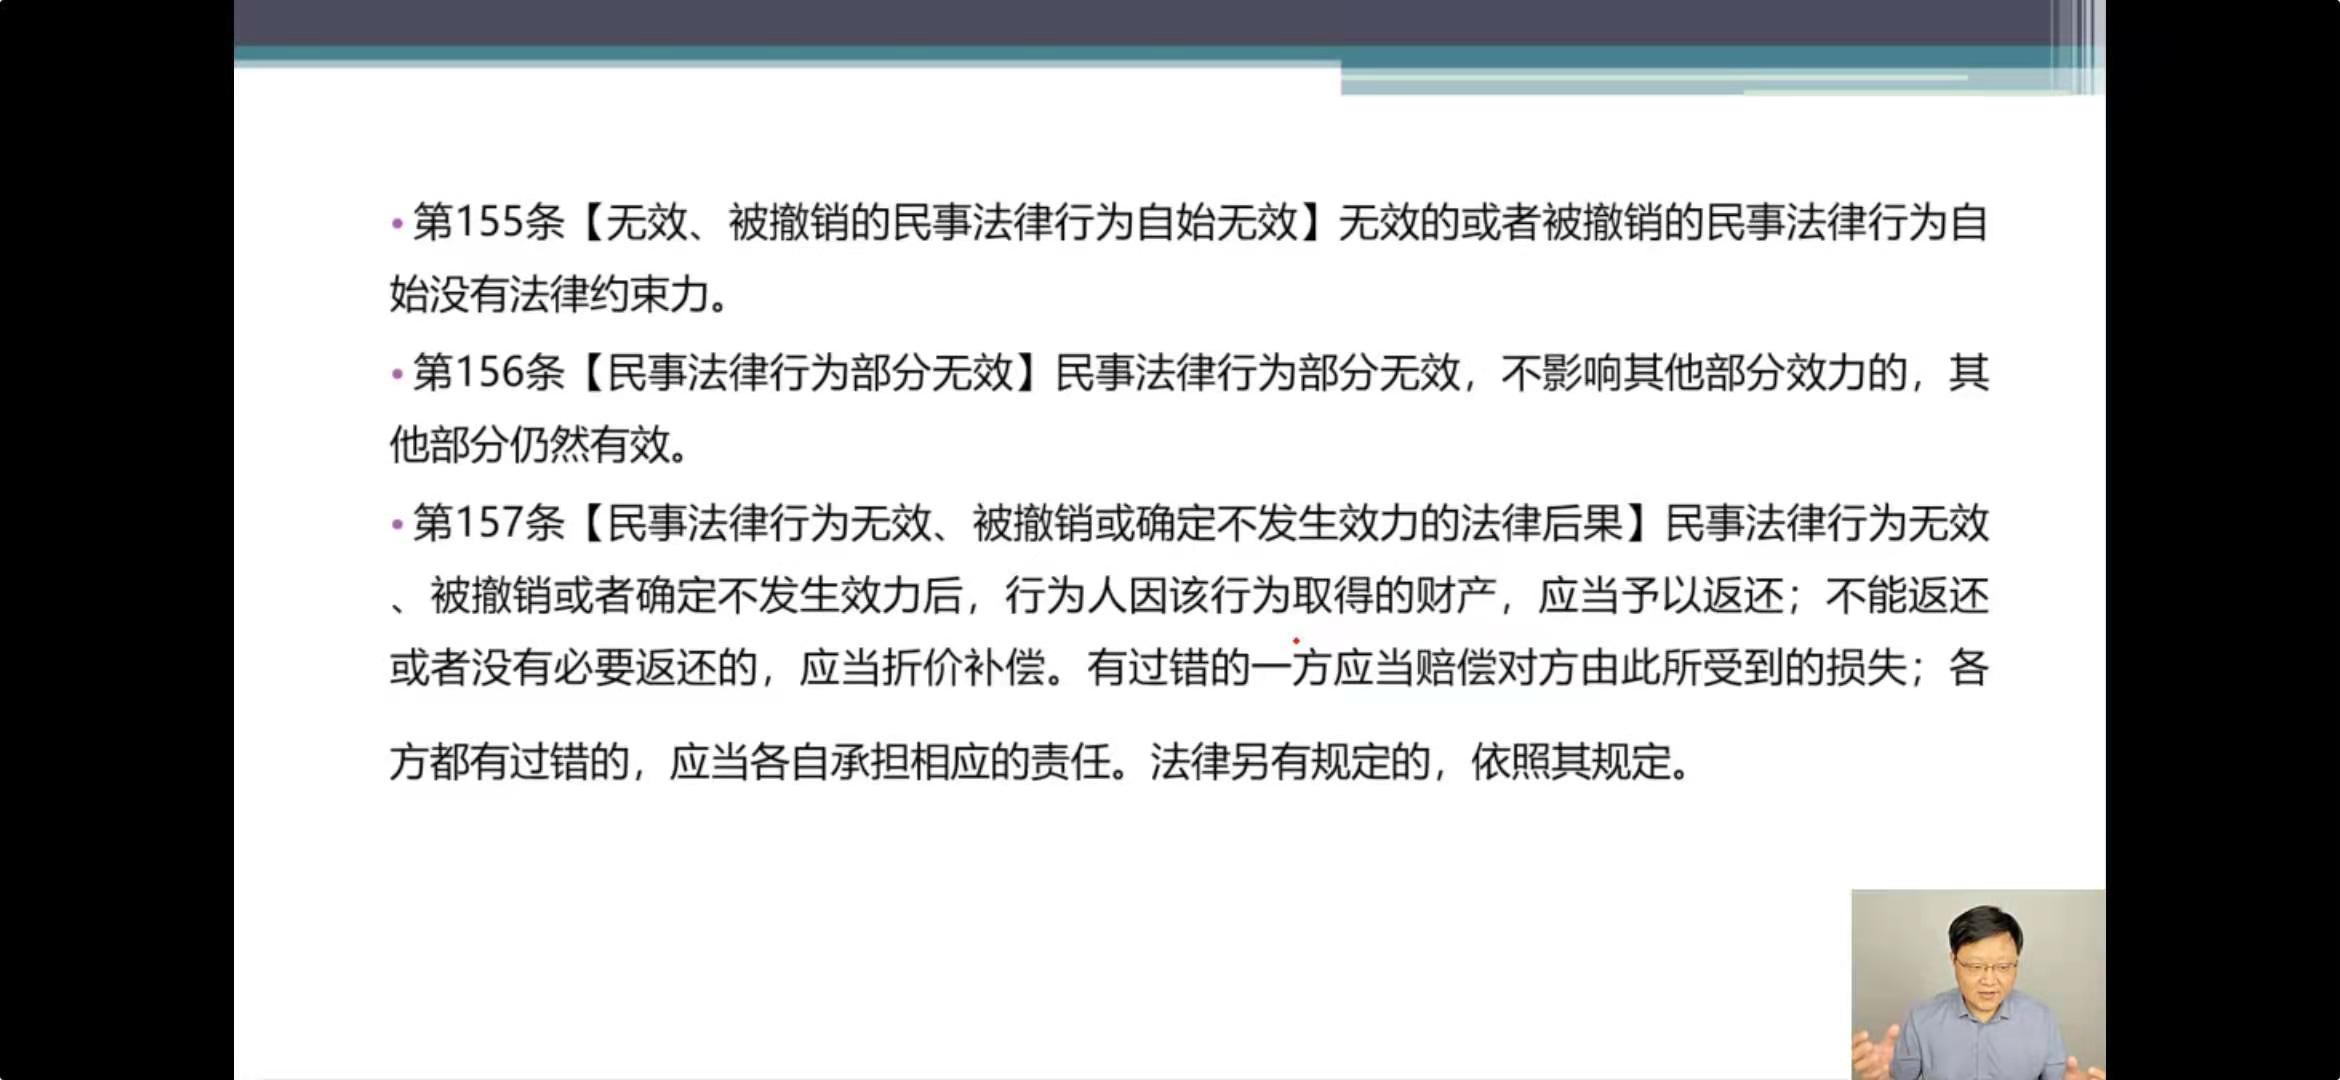 •第155条【无效、被撤销的民事法律行为自始无效】无效的或者被撤销的民事法律行为自
始没有法律约束力。
•第156条【民事法律行为部分无效】民事法律行为部分无效，不影响其他部分效力的，其
他部分仍然有效。
•第157条【民事法律行为无效、被撤销或确定不发生效力的法律后果】民事法律行为无效
、被撤销或者确定不发生效力后，行为人因该行为取得的财产，应当予以返还；不能返还
或者没有必要返还的，应当折价补偿。有过错的一方应当赔偿对方由此所受到的损失；各
方都有过错的，应当各自承担相应的责任。法律另有规定的，依照其规定。